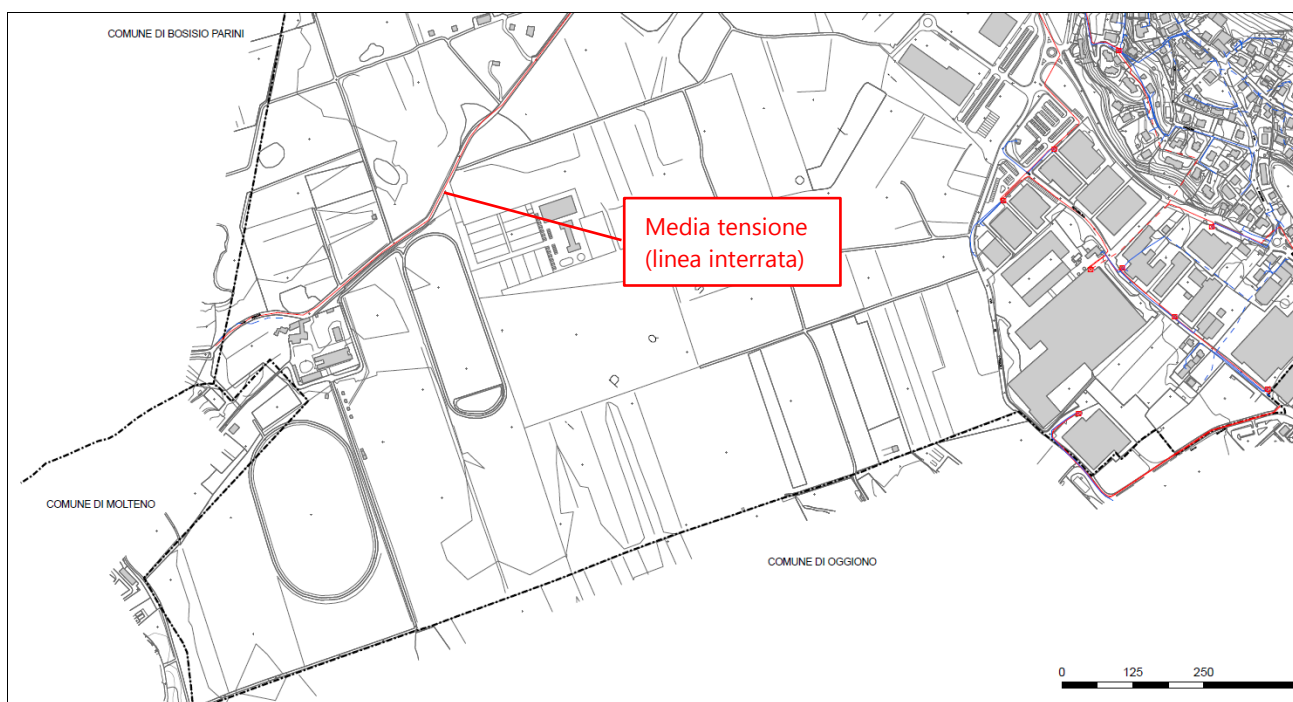 COMUNE DI BOSISIO PARINI
Media tensione
(linea interrata)
COMUNE DI MOLTENO
COMUNE DI OGGIONO
0 125 250